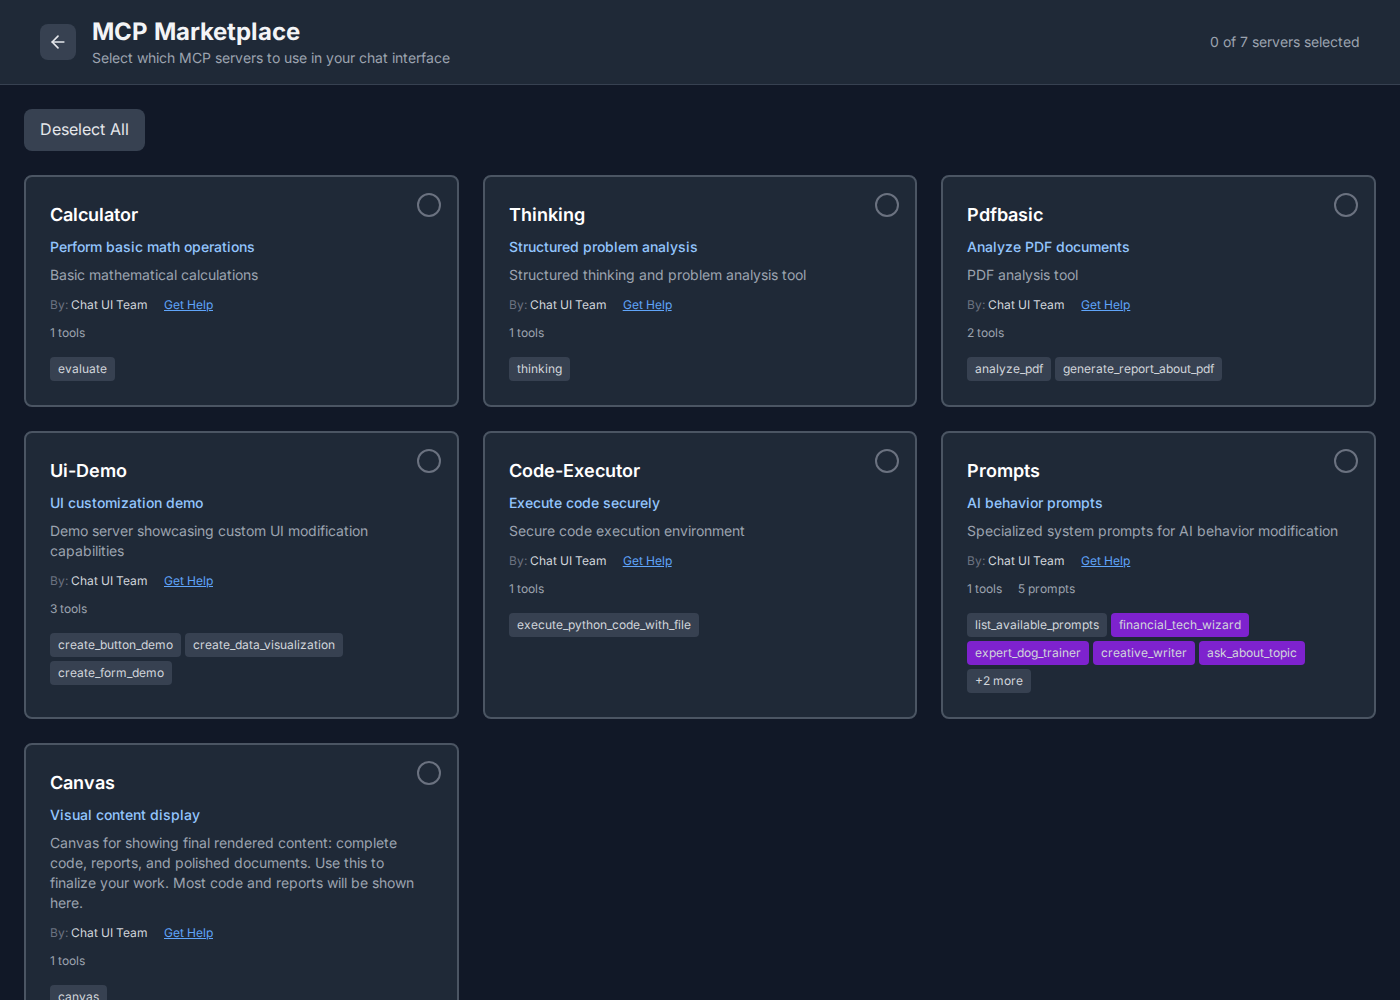 MCP Marketplace
Select which MCP servers to use in your chat interface
0 of 7 servers selected
Deselect All
Calculator
Perform basic math operations
Basic mathematical calculations
By: Chat UI Team Get Help
1 tools
evaluate
Thinking
Structured problem analysis
Structured thinking and problem analysis tool
By: Chat UI Team Get Help
1 tools
thinking
Pdfbasic
Analyze PDF documents
PDF analysis tool
By: Chat UI Team Get Help
2 tools
analyze_pdf generate_report_about_pdf
Ui-Demo
UI customization demo
Demo server showcasing custom UI modification
capabilities
By: Chat UI Team Get Help
3 tools
create_button_demo create_data_visualization
create_form_demo
Code-Executor
Execute code securely
Secure code execution environment
By: Chat UI Team Get Help
1 tools
execute_python_code_with_file
Prompts
AI behavior prompts
Specialized system prompts for AI behavior modification
By: Chat UI Team Get Help
1 tools 5 prompts
list_available_prompts financial_tech_wizard
expert_dog_trainer creative_writer ask_about_topic
+2 more
Canvas
Visual content display
Canvas for showing final rendered content: complete
code, reports, and polished documents. Use this to
finalize your work. Most code and reports will be shown
here.
By: Chat UI Team Get Help
1 tools
canvas